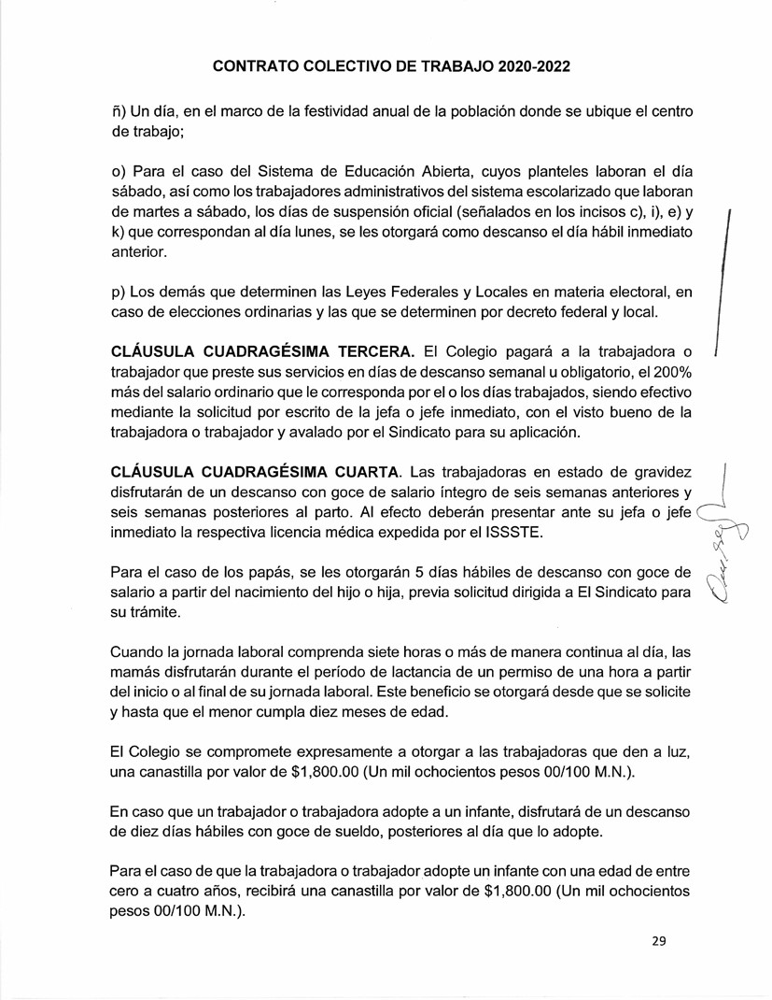 CONTRATO COLECTIVO DE TRABAJO 2020-2022
ñ) Un día, en el marco de la festividad anual de la población donde se ubique el centro
de trabajo;
o) Para el caso del Sistema de Educación Abierta, cuyos planteles laboran el día
sábado, así como los trabajadores administrativos del sistema escolarizado que laboran
de martes a sábado, los días de suspensión oficial (señalados en los incisos c), i), e) y
k) que correspondan al día lunes, se les otorgará como descanso el día hábil inmediato
anterior.
p) Los demás que determinen las Leyes Federales y Locales en materia electoral, en
caso de elecciones ordinarias y las que se determinen por decreto federal y local.
CLÁUSULA CUADRAGÉSIMA TERCERA. El Colegio pagará a la trabajadora o
trabajador que preste sus servicios en días de descanso semanal u obligatorio, el 200%
más del salario ordinario que le corresponda por el o los días trabajados, siendo efectivo
mediante la solicitud por escrito de la jefa o jefe inmediato, con el visto bueno de la
trabajadora o trabajador y avalado por el Sindicato para su aplicación.
CLÁUSULA CUADRAGÉSIMA CUARTA. Las trabajadoras en estado de gravidez
disfrutarán de un descanso con goce de salario íntegro de seis semanas anteriores y
seis semanas posteriores al parto. Al efecto deberán presentar ante su jefa o jefe
inmediato la respectiva licencia médica expedida por el ISSSTE.
Para el caso de los papás, se les otorgarán 5 días hábiles de descanso con goce de
salario a partir del nacimiento del hijo o hija, previa solicitud dirigida a El Sindicato para
su trámite.
Cuando la jornada laboral comprenda siete horas o más de manera continua al día, las
mamás disfrutarán durante el período de lactancia de un permiso de una hora a partir
del inicio o al final de su jornada laboral. Este beneficio se otorgará desde que se solicite
y hasta que el menor cumpla diez meses de edad.
El Colegio se compromete expresamente a otorgar a las trabajadoras que den a luz,
una canastilla por valor de $1,800.00 (Un mil ochocientos pesos 00/100 M.N.).
En caso que un trabajador o trabajadora adopte a un infante, disfrutará de un descanso
de diez días hábiles con goce de sueldo, posteriores al día que lo adopte.
Para el caso de que la trabajadora o trabajador adopte un infante con una edad de entre
cero a cuatro años, recibirá una canastilla por valor de $1,800.00 (Un mil ochocientos
pesos 00/100 M.N.).
29